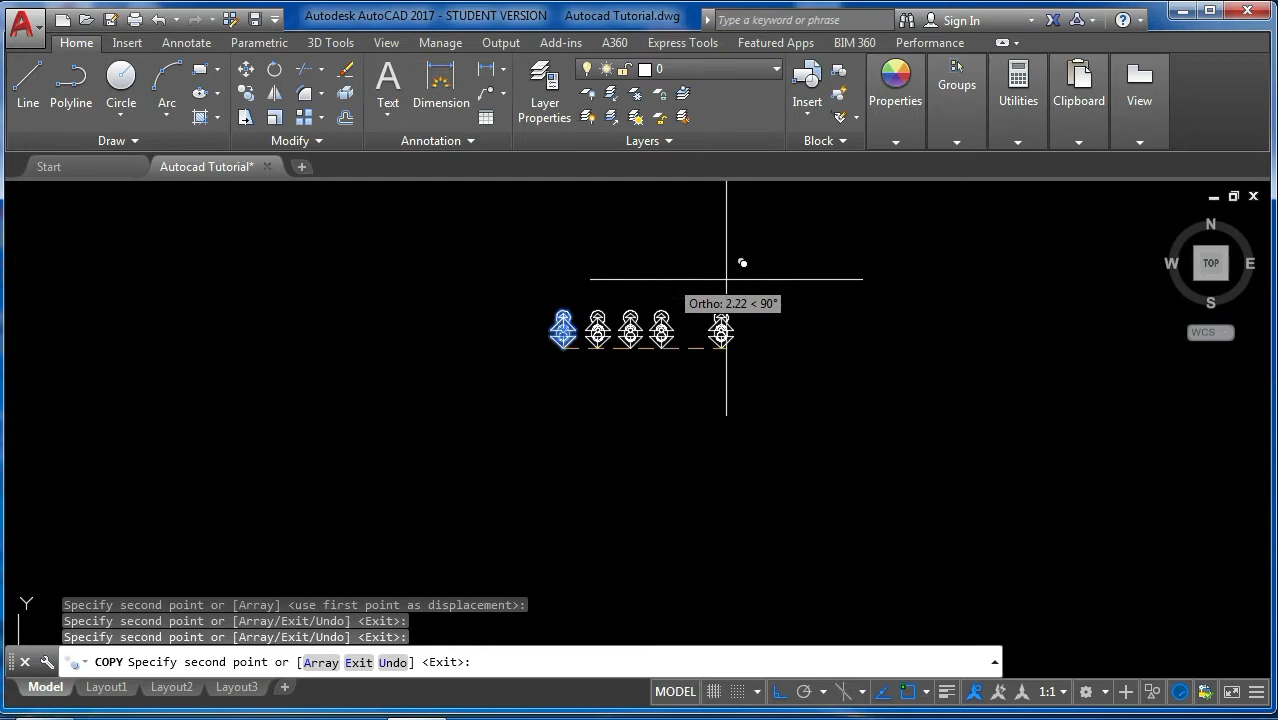 Autodesk AutoCAD 2017 - STUDENT VERSION Autocad Tutorial.dwg Type a keyword or phrase Sign In
Home Insert Annotate Parametric 3D Tools View Manage Output Add-ins A360 Express Tools Featured Apps BIM 360 Performance
0
Line Polyline Circle Arc Text Dimension Layer Properties Insert Properties Groups Utilities Clipboard View
Draw Modify Annotation Layers Block
Start Autocad Tutorial*
N
W TOP E
S
WCS
Ortho: 2.22 < 90°
Y
Specify second point or [Array] <use first point as displacement>:
Specify second point or [Array/Exit/Undo] <Exit>:
Specify second point or [Array/Exit/Undo] <Exit>:
COPY Specify second point or [Array Exit Undo] <Exit>:
Model Layout1 Layout2 Layout3 MODEL 1:1